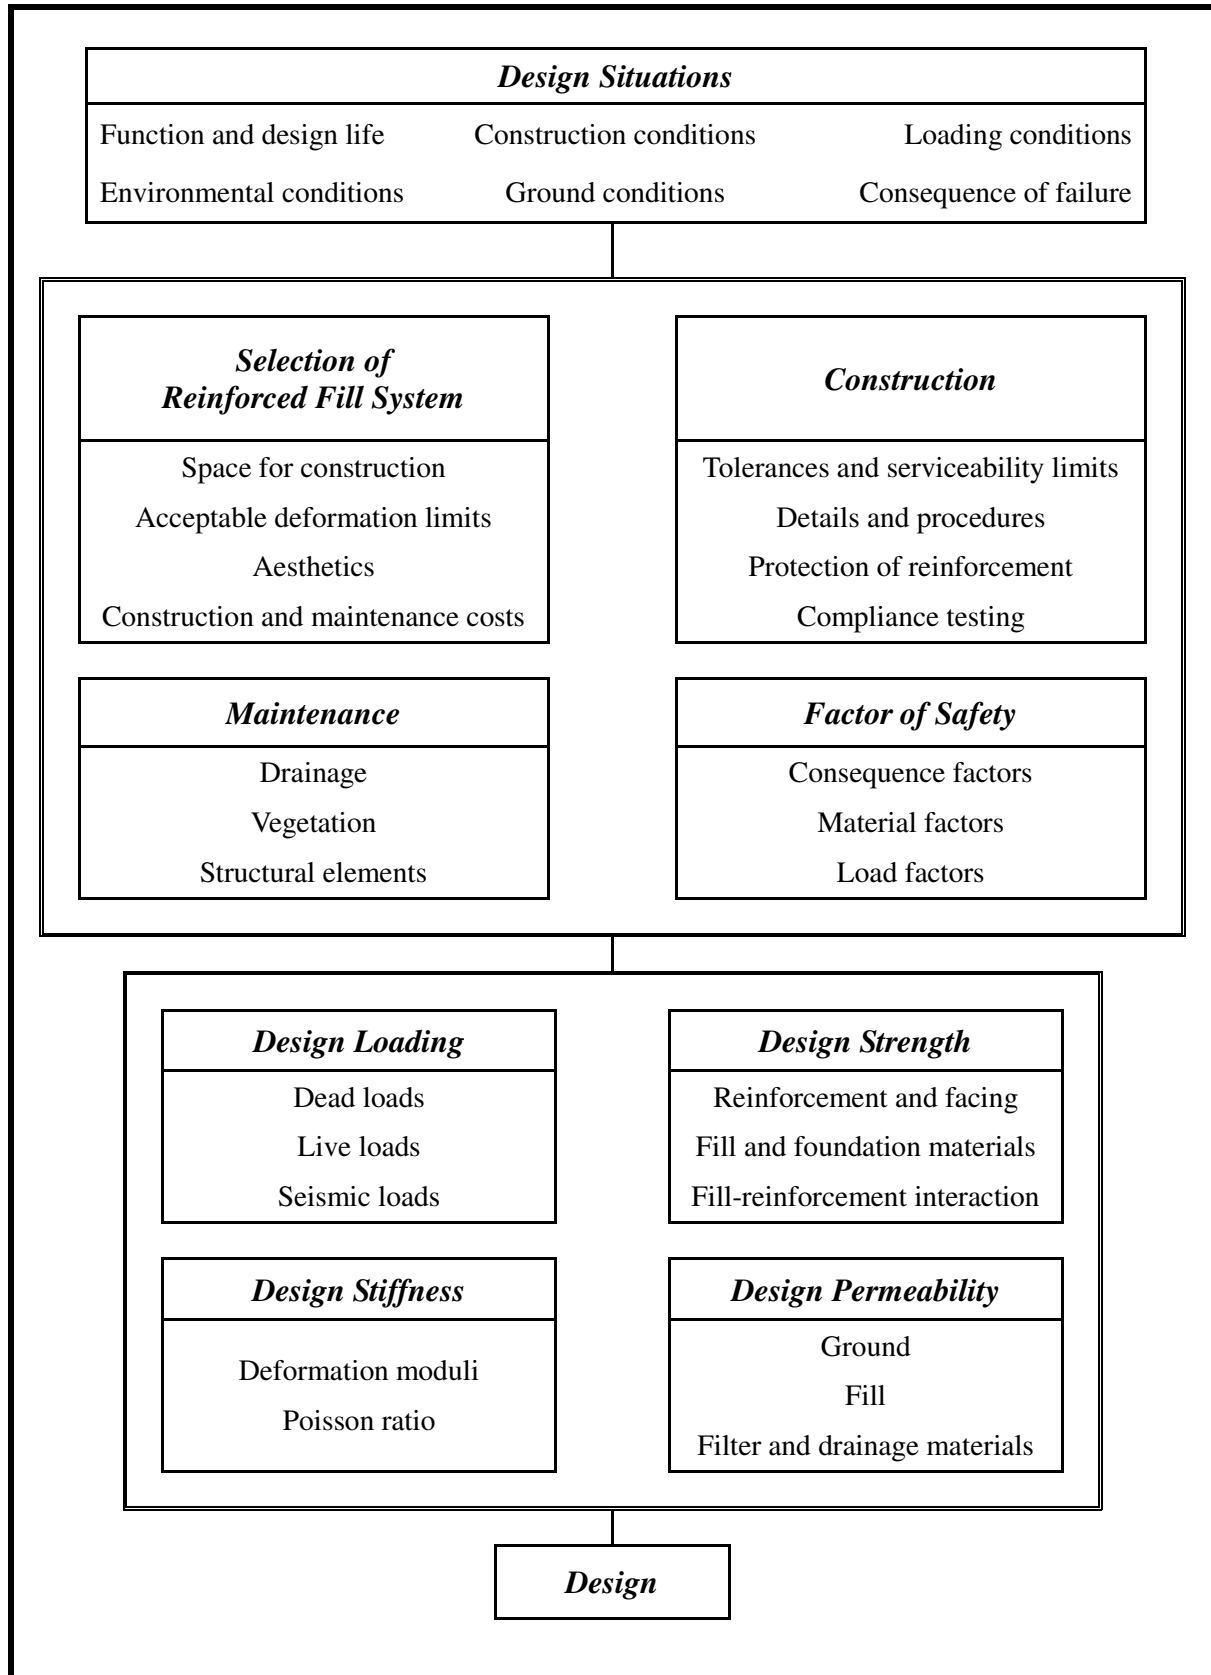 Design Situations
Function and design life Construction conditions Loading conditions
Environmental conditions Ground conditions Consequence of failure
Selection of
Reinforced Fill System
Space for construction
Acceptable deformation limits
Aesthetics
Construction and maintenance costs
Construction
Tolerances and serviceability limits
Details and procedures
Protection of reinforcement
Compliance testing
Maintenance
Drainage
Vegetation
Structural elements
Factor of Safety
Consequence factors
Material factors
Load factors
Design Loading
Dead loads
Live loads
Seismic loads
Design Strength
Reinforcement and facing
Fill and foundation materials
Fill-reinforcement interaction
Design Stiffness
Deformation moduli
Poisson ratio
Design Permeability
Ground
Fill
Filter and drainage materials
Design